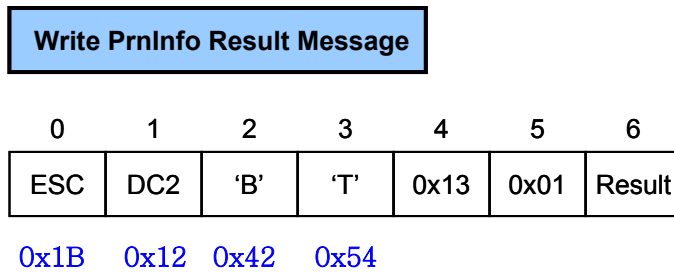 Write PrnInfo Result Message
0 1 2 3 4 5 6
ESC DC2 ‘B’ ‘T’ 0x13 0x01 Result
0x1B 0x12 0x42 0x54